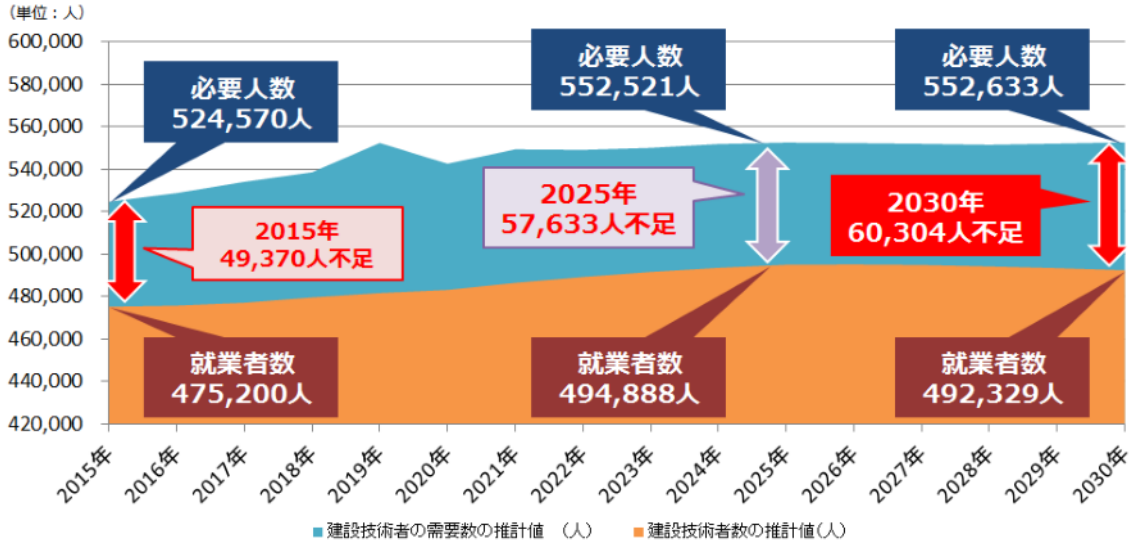 （単位：人）
600,000
580,000
560,000
540,000
520,000
500,000
480,000
460,000
440,000
420,000
必要人数
524,570人
必要人数
552,521人
必要人数
552,633人
2015年
49,370人不足
2025年
57,633人不足
2030年
60,304人不足
就業者数
475,200人
就業者数
494,888人
就業者数
492,329人
2015年
2016年
2017年
2018年
2019年
2020年
2021年
2022年
2023年
2024年
2025年
2026年
2027年
2028年
2029年
2030年
建設技術者の需要数の推計値　（人）
建設技術者数の推計値（人）